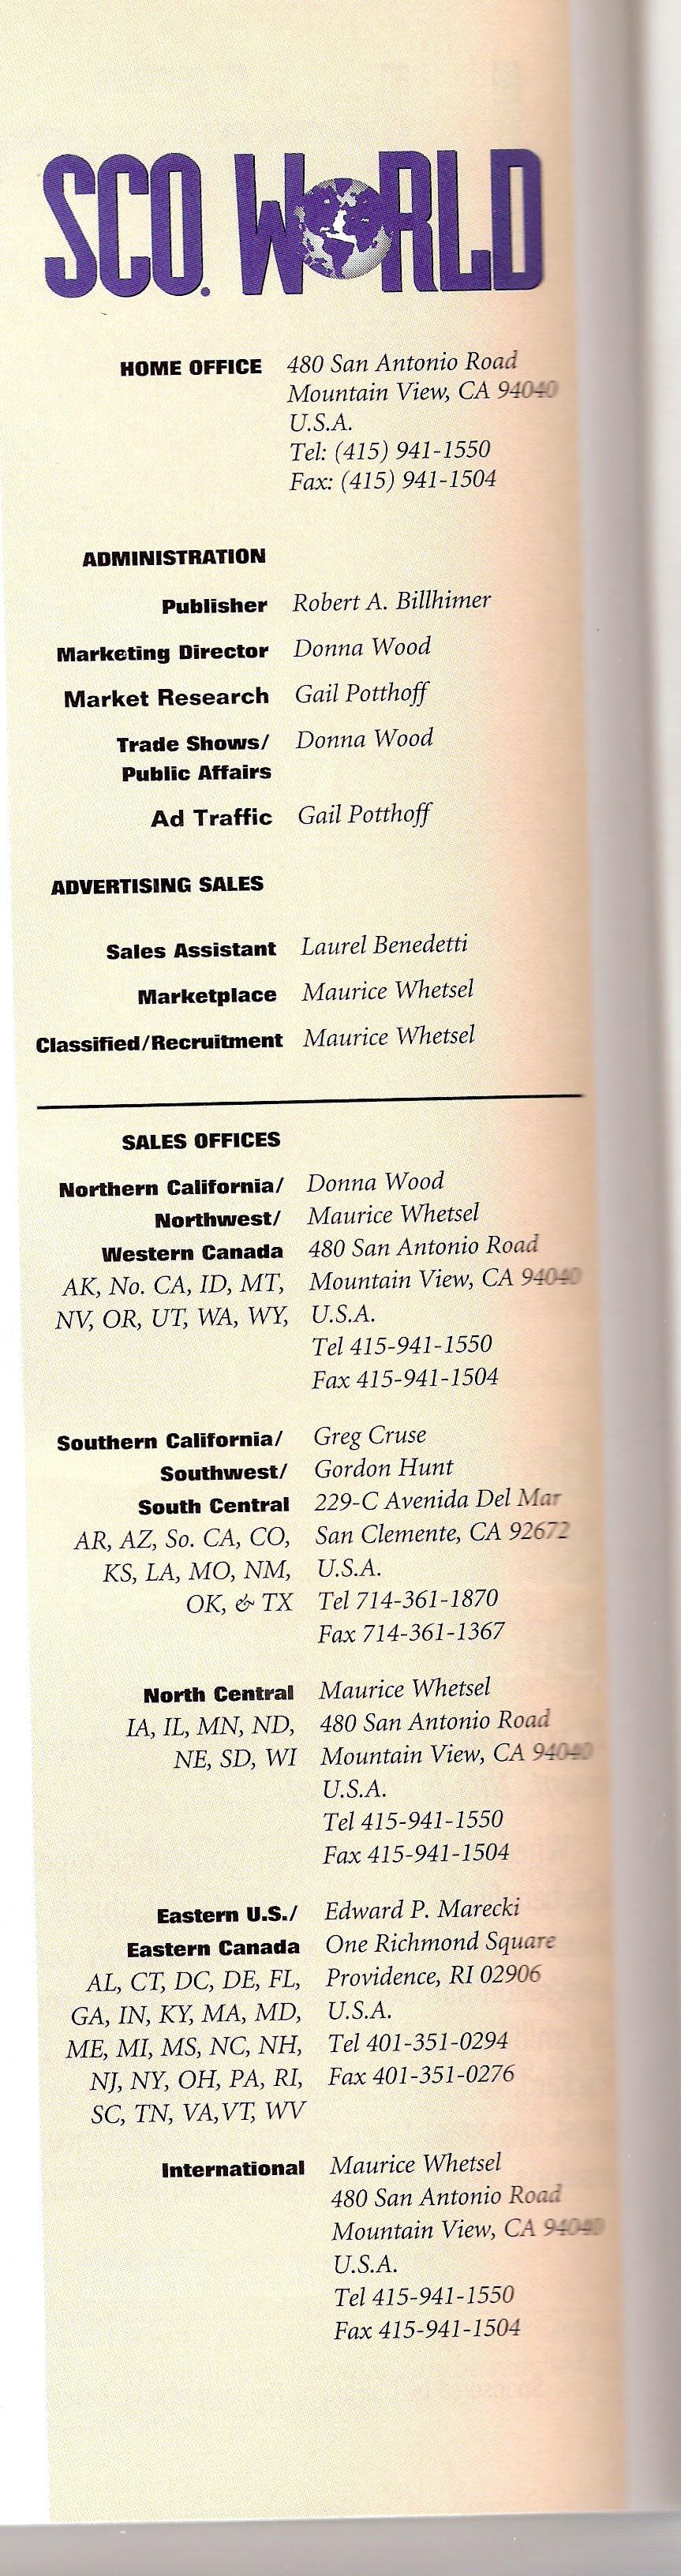 SCO. WORLD
HOME OFFICE 480 San Antonio Road
Mountain View, CA 94040
U.S.A.
Tel: (415) 941-1550
Fax: (415) 941-1504
ADMINISTRATION
Publisher Robert A. Billhimer
Marketing Director Donna Wood
Market Research Gail Potthoff
Trade Shows/ Donna Wood
Public Affairs
Ad Traffic Gail Potthoff
ADVERTISING SALES
Sales Assistant Laurel Benedetti
Marketplace Maurice Whetsel
Classified/Recruitment Maurice Whetsel
SALES OFFICES
Northern California/ Donna Wood
Northwest/ Maurice Whetsel
Western Canada 480 San Antonio Road
AK, No. CA, ID, MT, Mountain View, CA 94040
NV, OR, UT, WA, WY, U.S.A.
Tel 415-941-1550
Fax 415-941-1504
Southern California/ Greg Cruse
Southwest/ Gordon Hunt
South Central 229-C Avenida Del Mar
AR, AZ, So. CA, CO, San Clemente, CA 92672
KS, LA, MO, NM, U.S.A.
OK, & TX Tel 714-361-1870
Fax 714-361-1367
North Central Maurice Whetsel
IA, IL, MN, ND, 480 San Antonio Road
NE, SD, WI Mountain View, CA 94040
U.S.A.
Tel 415-941-1550
Fax 415-941-1504
Eastern U.S./ Edward P. Marecki
Eastern Canada One Richmond Square
AL, CT, DC, DE, FL, Providence, RI 02906
GA, IN, KY, MA, MD, U.S.A.
ME, MI, MS, NC, NH, Tel 401-351-0294
NJ, NY, OH, PA, RI, Fax 401-351-0276
SC, TN, VA,VT, WV
International Maurice Whetsel
480 San Antonio Road
Mountain View, CA 94040
U.S.A.
Tel 415-941-1550
Fax 415-941-1504